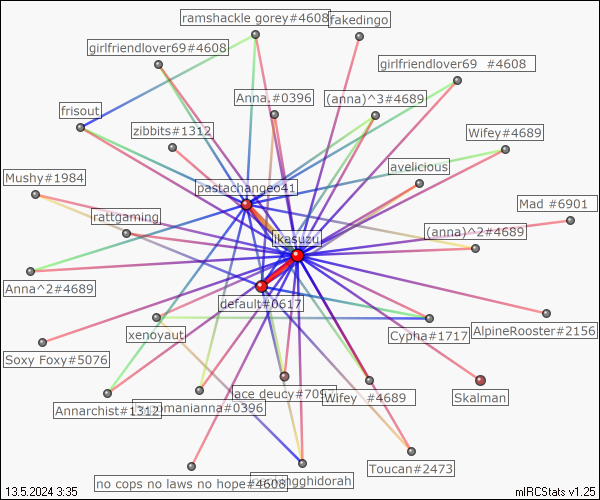 ramshackle gorey#4608
fakedingo
girlfriendlover69#4608
girlfriendlover69 #4608
Anna.#0396
(anna)^3#4689
frisout
zibbits#1312
Wifey#4689
avelicious
Mushy#1984
pastachangeo41
Mad #6901
rattgaming
(anna)^2#4689
ikasuzu
Anna^2#4689
default#0617
xenoyaut
Cypha#1717
AlpineRooster#2156
Soxy Foxy#5076
ace deucy#709
Wifey #4689
Skalman
Annarchist#1312
manianna#0396
Toucan#2473
no cops no laws no hope#4608
gghidorah
13.5.2024 3:35
mIRCStats v1.25